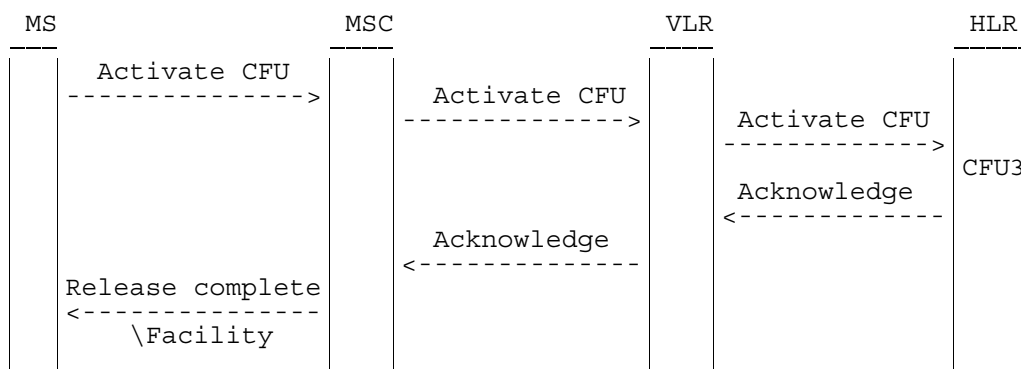 MS MSC VLR HLR
Activate CFU
Activate CFU
Activate CFU
CFU3
Acknowledge
Acknowledge
Release complete
\Facility